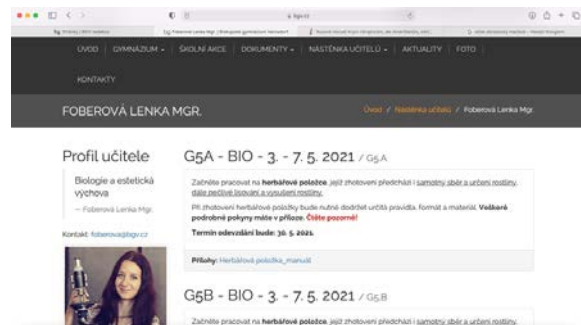 bgv.cz
ÚVOD GYMNÁZIUM ŠKOLNÍ AKCE DOKUMENTY NÁSTĚNKA UČITELŮ AKTUALITY FOTO
KONTAKTY
FOBEROVÁ LENKA MGR.
Úvod / Nástěnka učitelů / Foberová Lenka Mgr.
Profil učitele
Biologie a estetická
výchova
— Foberová Lenka Mgr.
Kontakt: foberova@bgv.cz
G5A - BIO - 3. - 7. 5. 2021 / G5.A
Začněte pracovat na herbářové položce, jejíž zhotovení předchází i samotný sběr a určení rostliny,
dále pečlivé lisování a vysušení rostliny.
Při zhotovení herbářové položky bude nutné dodržet určitá pravidla, formát a materiál. Veškeré
podrobné pokyny máte v příloze. Čtěte pozorně!
Termín odevzdání bude: 30. 5. 2021.
Přílohy: Herbářová položka_manuál
G5B - BIO - 3. - 7. 5. 2021 / G5.B
Začněte pracovat na herbářové položce, jejíž zhotovení předchází i samotný sběr a určení rostliny,